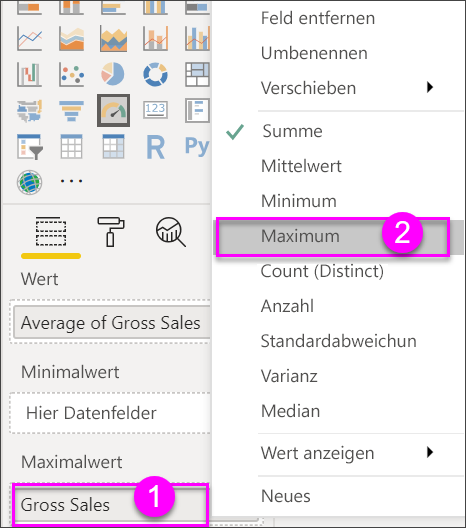 123
R
Py
Wert
Average of Gross Sales
Minimalwert
Hier Datenfelder
Maximalwert
Gross Sales
1
Feld entfernen
Umbenennen
Verschieben
Summe
Mittelwert
Minimum
Maximum
2
Count (Distinct)
Anzahl
Standardabweichun
Varianz
Median
Wert anzeigen
Neues